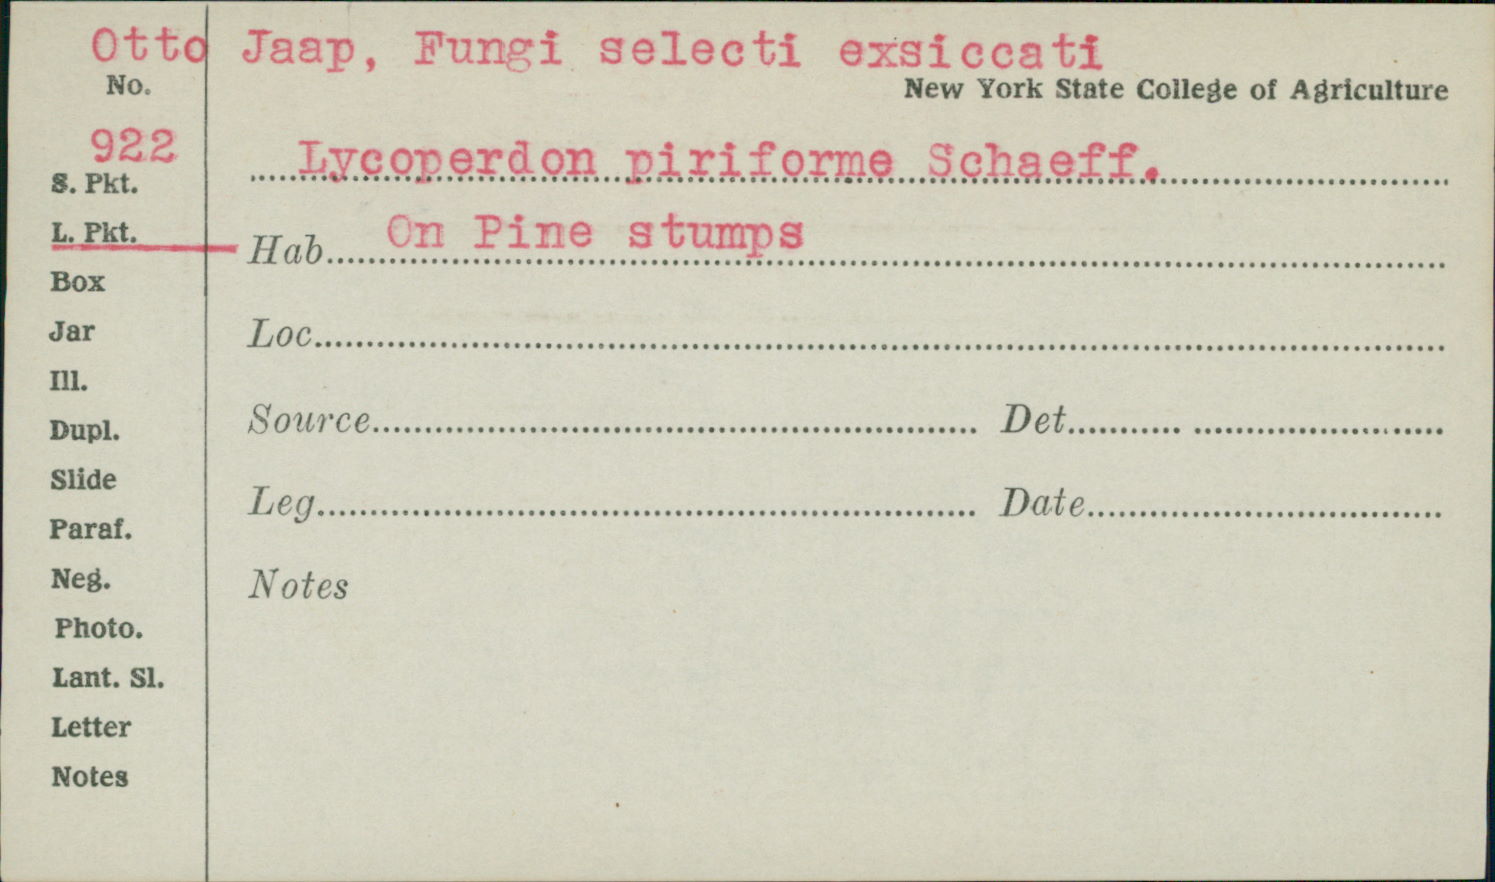 Otto Jaap, Fungi selecti exsiccati
No.
New York State College of Agriculture
922
Lycoperdon piriforme Schaeff.
S. Pkt.
L. Pkt.
Hab. On Pine stumps
Box
Jar
Loc.
Ill.
Dupl.
Source Det.
Slide
Leg. Date
Paraf.
Neg.
Notes
Photo.
Lant. Sl.
Letter
Notes